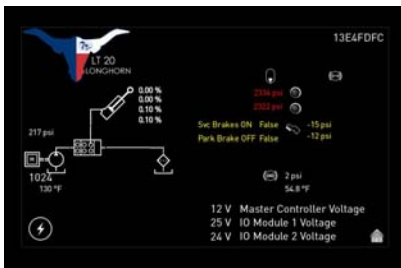 13E4FDFC
LT 20
LONGHORN
0.00 %
0.00 %
0.10 %
0.10 %
2336 psi
2322 psi
Svc Brakes ON False -15 psi
Park Brake OFF False -12 psi
217 psi
1024
130 °F
2 psi
54.8 °F
12 V Master Controller Voltage
25 V IO Module 1 Voltage
24 V IO Module 2 Voltage